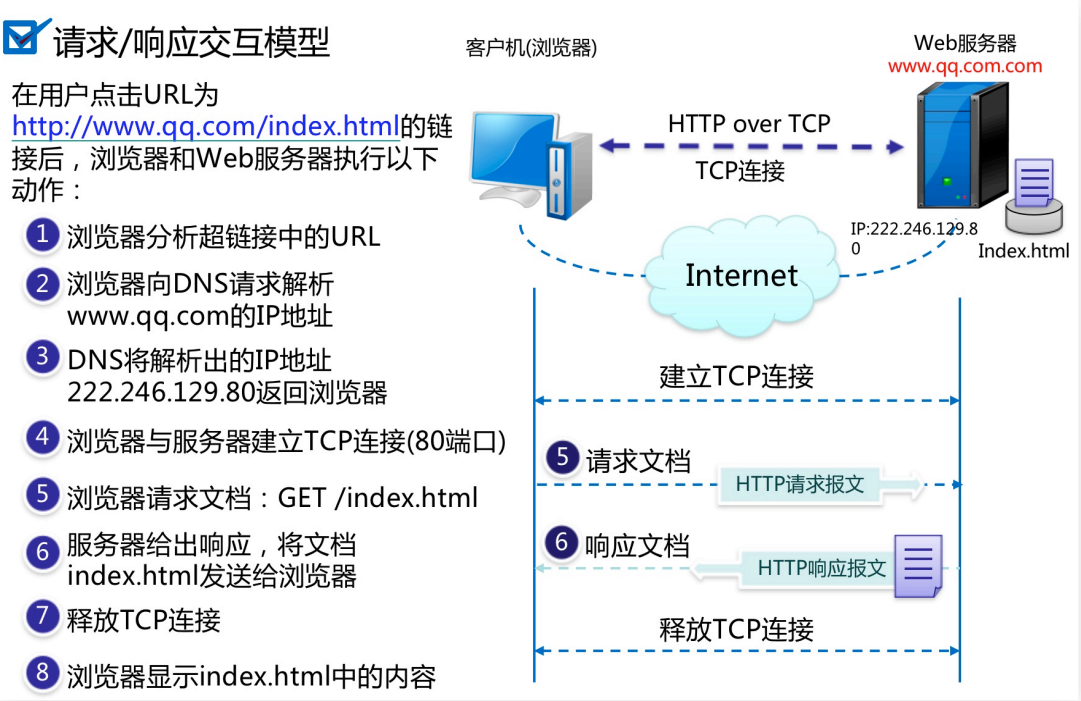 请求/响应交互模型
在用户点击URL为
http://www.qq.com/index.html的链
接后，浏览器和Web服务器执行以下
动作：
1 浏览器分析超链接中的URL
2 浏览器向DNS请求解析
www.qq.com的IP地址
3 DNS将解析出的IP地址
222.246.129.80返回浏览器
4 浏览器与服务器建立TCP连接(80端口)
5 浏览器请求文档：GET /index.html
6 服务器给出响应，将文档
index.html发送给浏览器
7 释放TCP连接
8 浏览器显示index.html中的内容
客户机(浏览器)
Web服务器
www.qq.com.com
HTTP over TCP
TCP连接
IP:222.246.129.8
0
Index.html
Internet
建立TCP连接
5 请求文档
HTTP请求报文
6 响应文档
HTTP响应报文
释放TCP连接